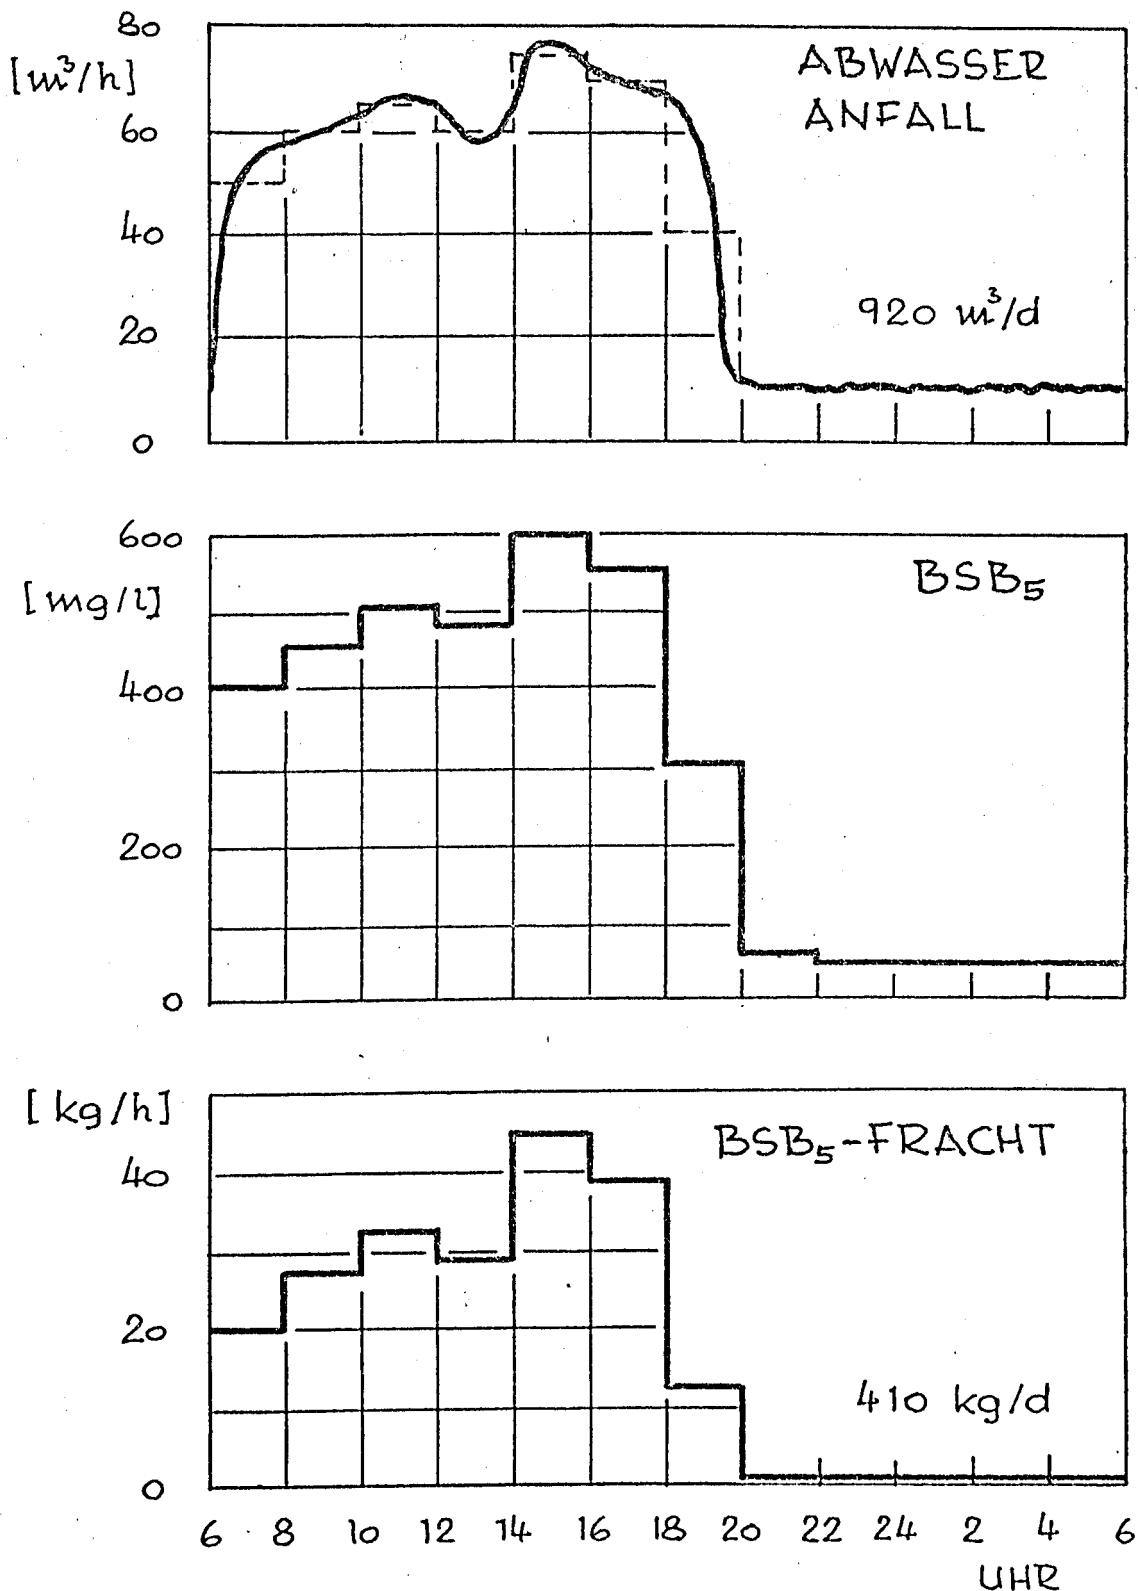 80
[m³/h]
60
40
20
0
ABWASSER
ANFALL
920 m³/d
600
[mg/l]
400
200
0
BSB₅
[kg/h]
40
20
0
BSB₅-FRACHT
410 kg/d
6 8 10 12 14 16 18 20 22 24 2 4 6
UHR